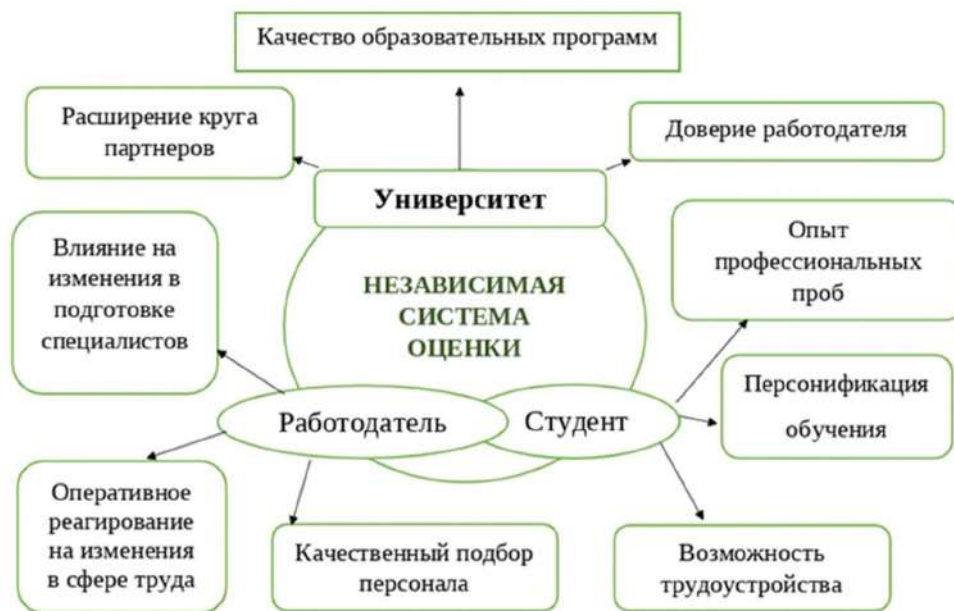 Качество образовательных программ
Расширение круга
партнеров
Доверие работодателя
Университет
Влияние на
изменения в
подготовке
специалистов
НЕЗАВИСИМАЯ
СИСТЕМА
ОЦЕНКИ
Опыт
профессиональных
проб
Персонификация
обучения
Работодатель
Студент
Оперативное
реагирование
на изменения
в сфере труда
Качественный подбор
персонала
Возможность
трудоустройства